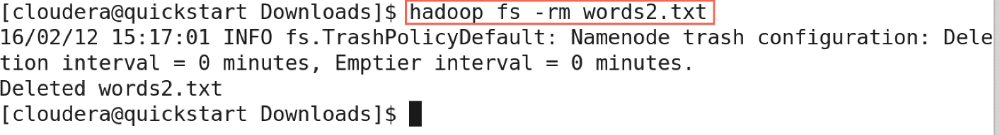 [cloudera@quickstart Downloads]$ hadoop fs -rm words2.txt
16/02/12 15:17:01 INFO fs.TrashPolicyDefault: Namenode trash configuration: Dele
tion interval = 0 minutes, Emptier interval = 0 minutes.
Deleted words2.txt
[cloudera@quickstart Downloads]$